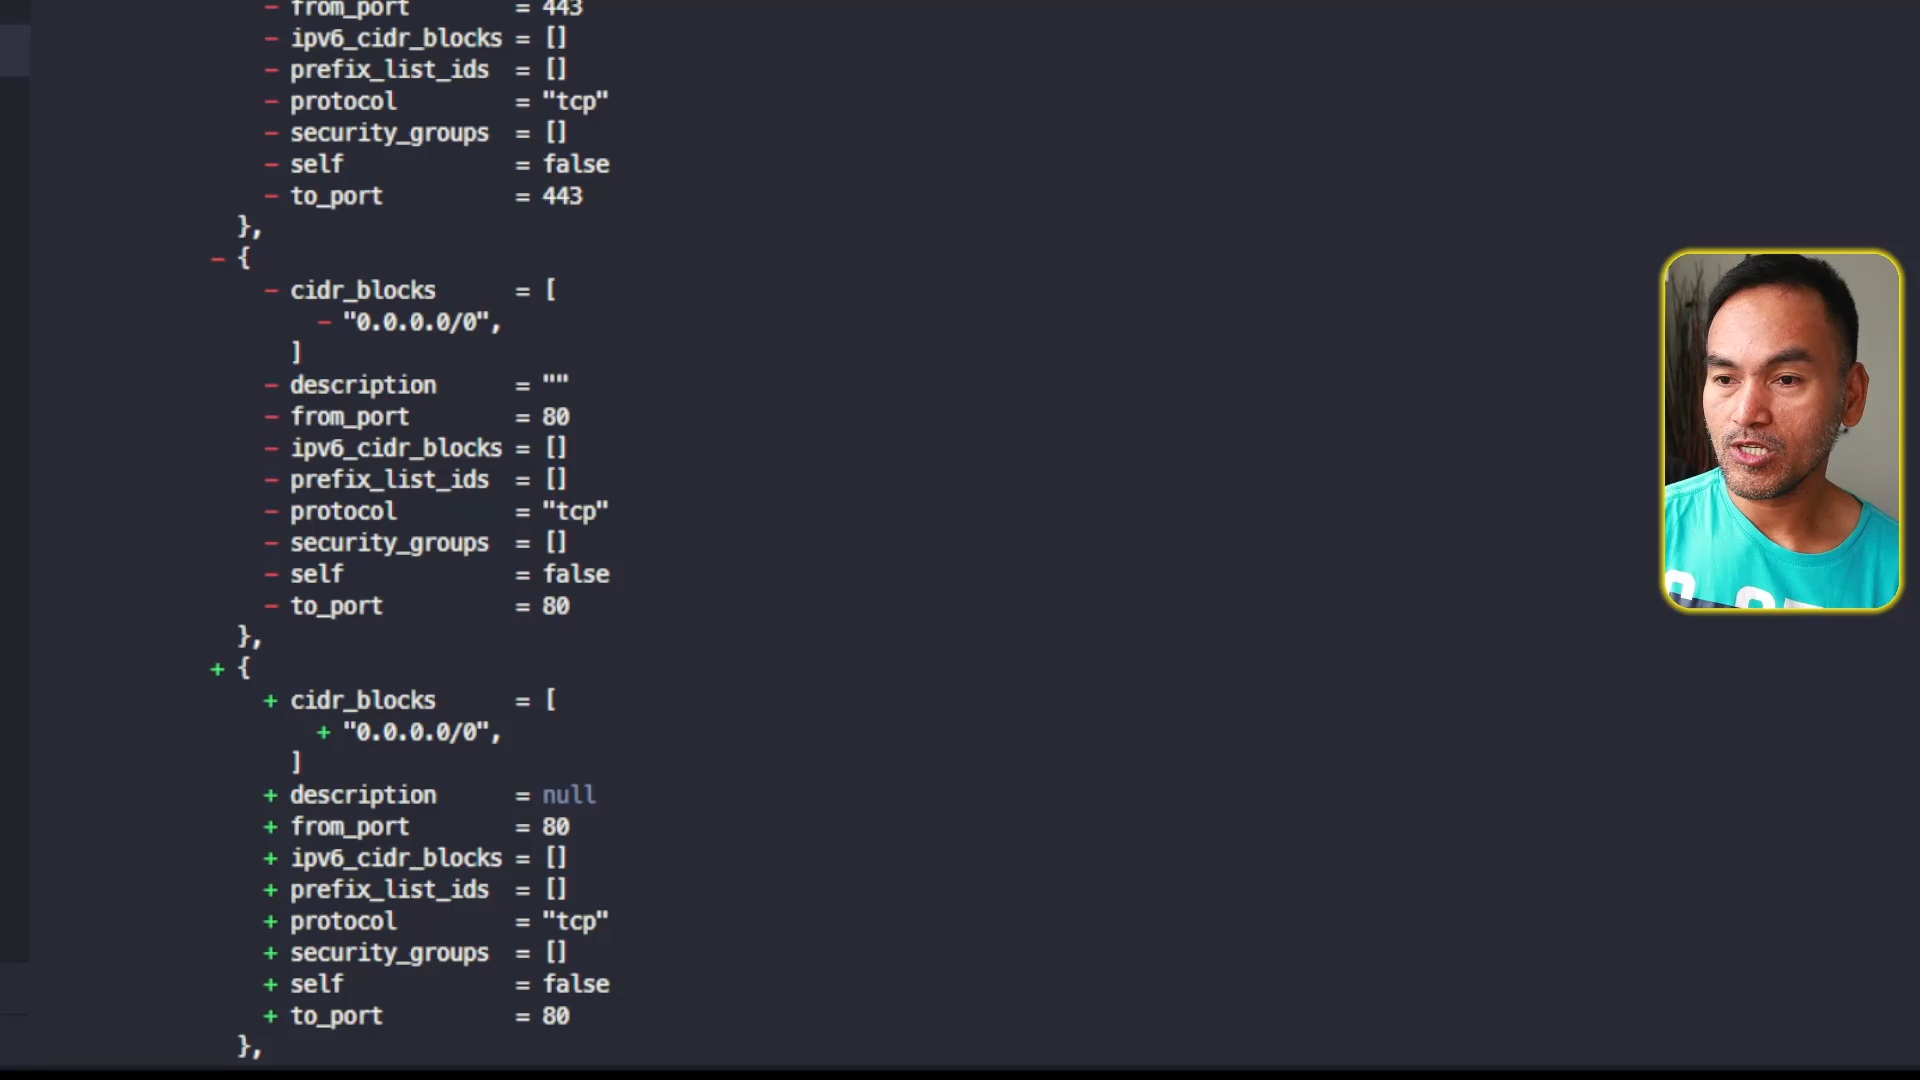 - from_port = 443
- ipv6_cidr_blocks = []
- prefix_list_ids = []
- protocol = "tcp"
- security_groups = []
- self = false
- to_port = 443
},
- {
- cidr_blocks = [
- "0.0.0.0/0",
]
- description = ""
- from_port = 80
- ipv6_cidr_blocks = []
- prefix_list_ids = []
- protocol = "tcp"
- security_groups = []
- self = false
- to_port = 80
},
+ {
+ cidr_blocks = [
+ "0.0.0.0/0",
]
+ description = null
+ from_port = 80
+ ipv6_cidr_blocks = []
+ prefix_list_ids = []
+ protocol = "tcp"
+ security_groups = []
+ self = false
+ to_port = 80
},